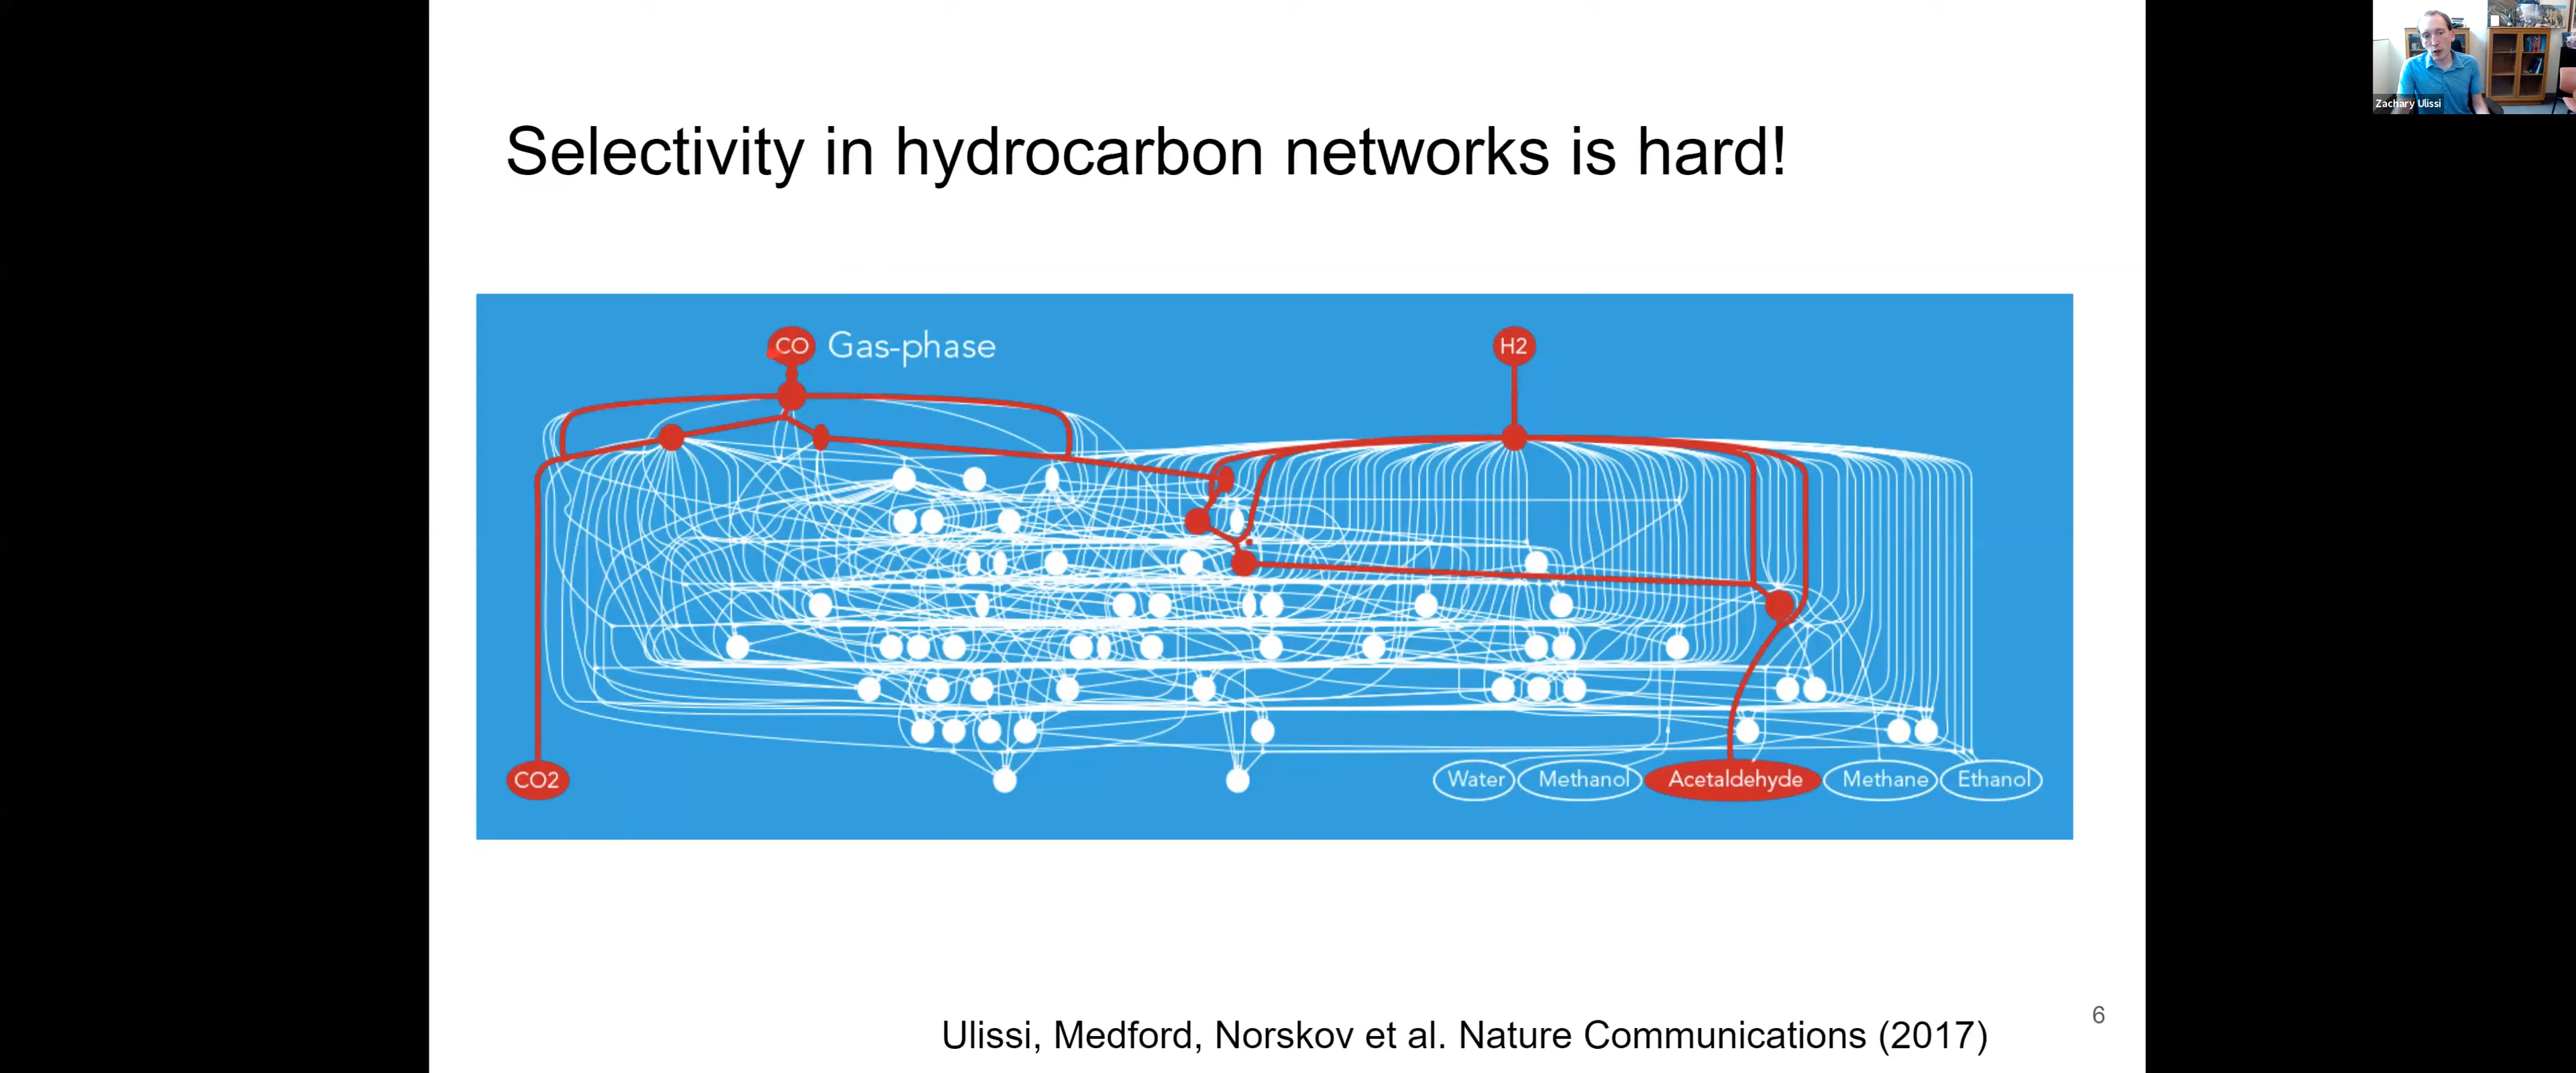 Zachary Ulissi
Selectivity in hydrocarbon networks is hard!
CO Gas-phase H2
CO2 Water Methanol Acetaldehyde Methane Ethanol
6
Ulissi, Medford, Norskov et al. Nature Communications (2017)